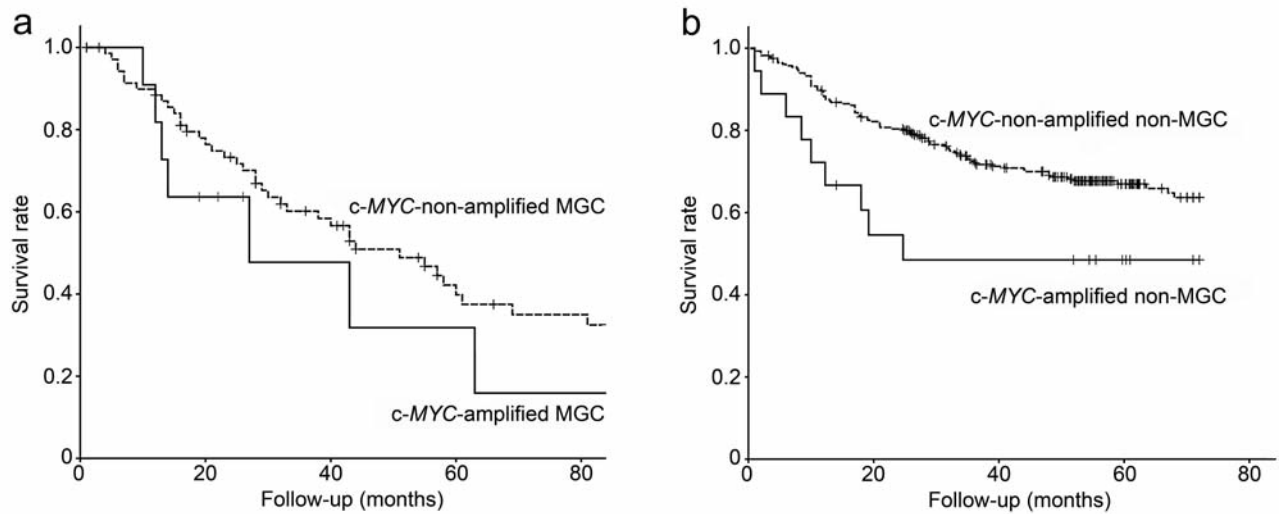 a
1.0
0.8
0.6
0.4
0.2
0
Survival rate
c-MYC-non-amplified MGC
c-MYC-amplified MGC
0 20 40 60 80
Follow-up (months)
b
1.0
0.8
0.6
0.4
0.2
0
Survival rate
c-MYC-non-amplified non-MGC
c-MYC-amplified non-MGC
0 20 40 60 80
Follow-up (months)